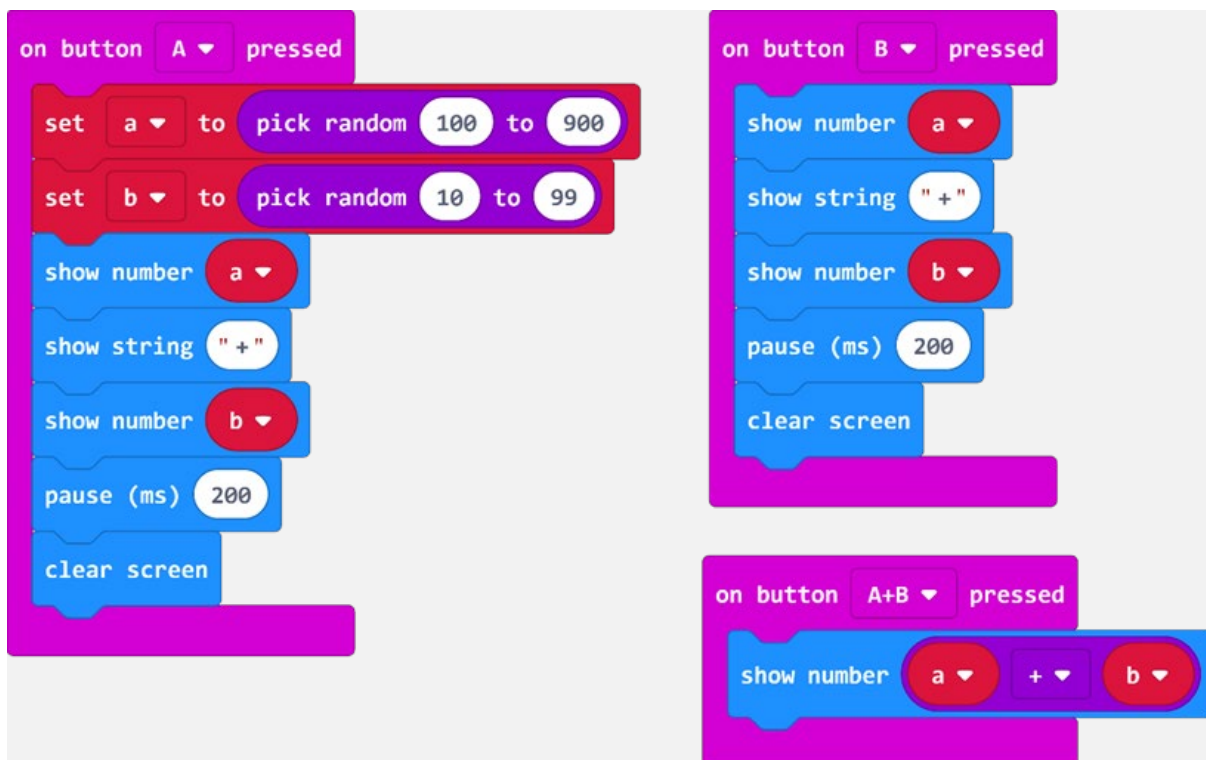 on button A pressed
set a to pick random 100 to 900
set b to pick random 10 to 99
show number a
show string "+"
show number b
pause (ms) 200
clear screen
on button B pressed
show number a
show string "+"
show number b
pause (ms) 200
clear screen
on button A+B pressed
show number a + b